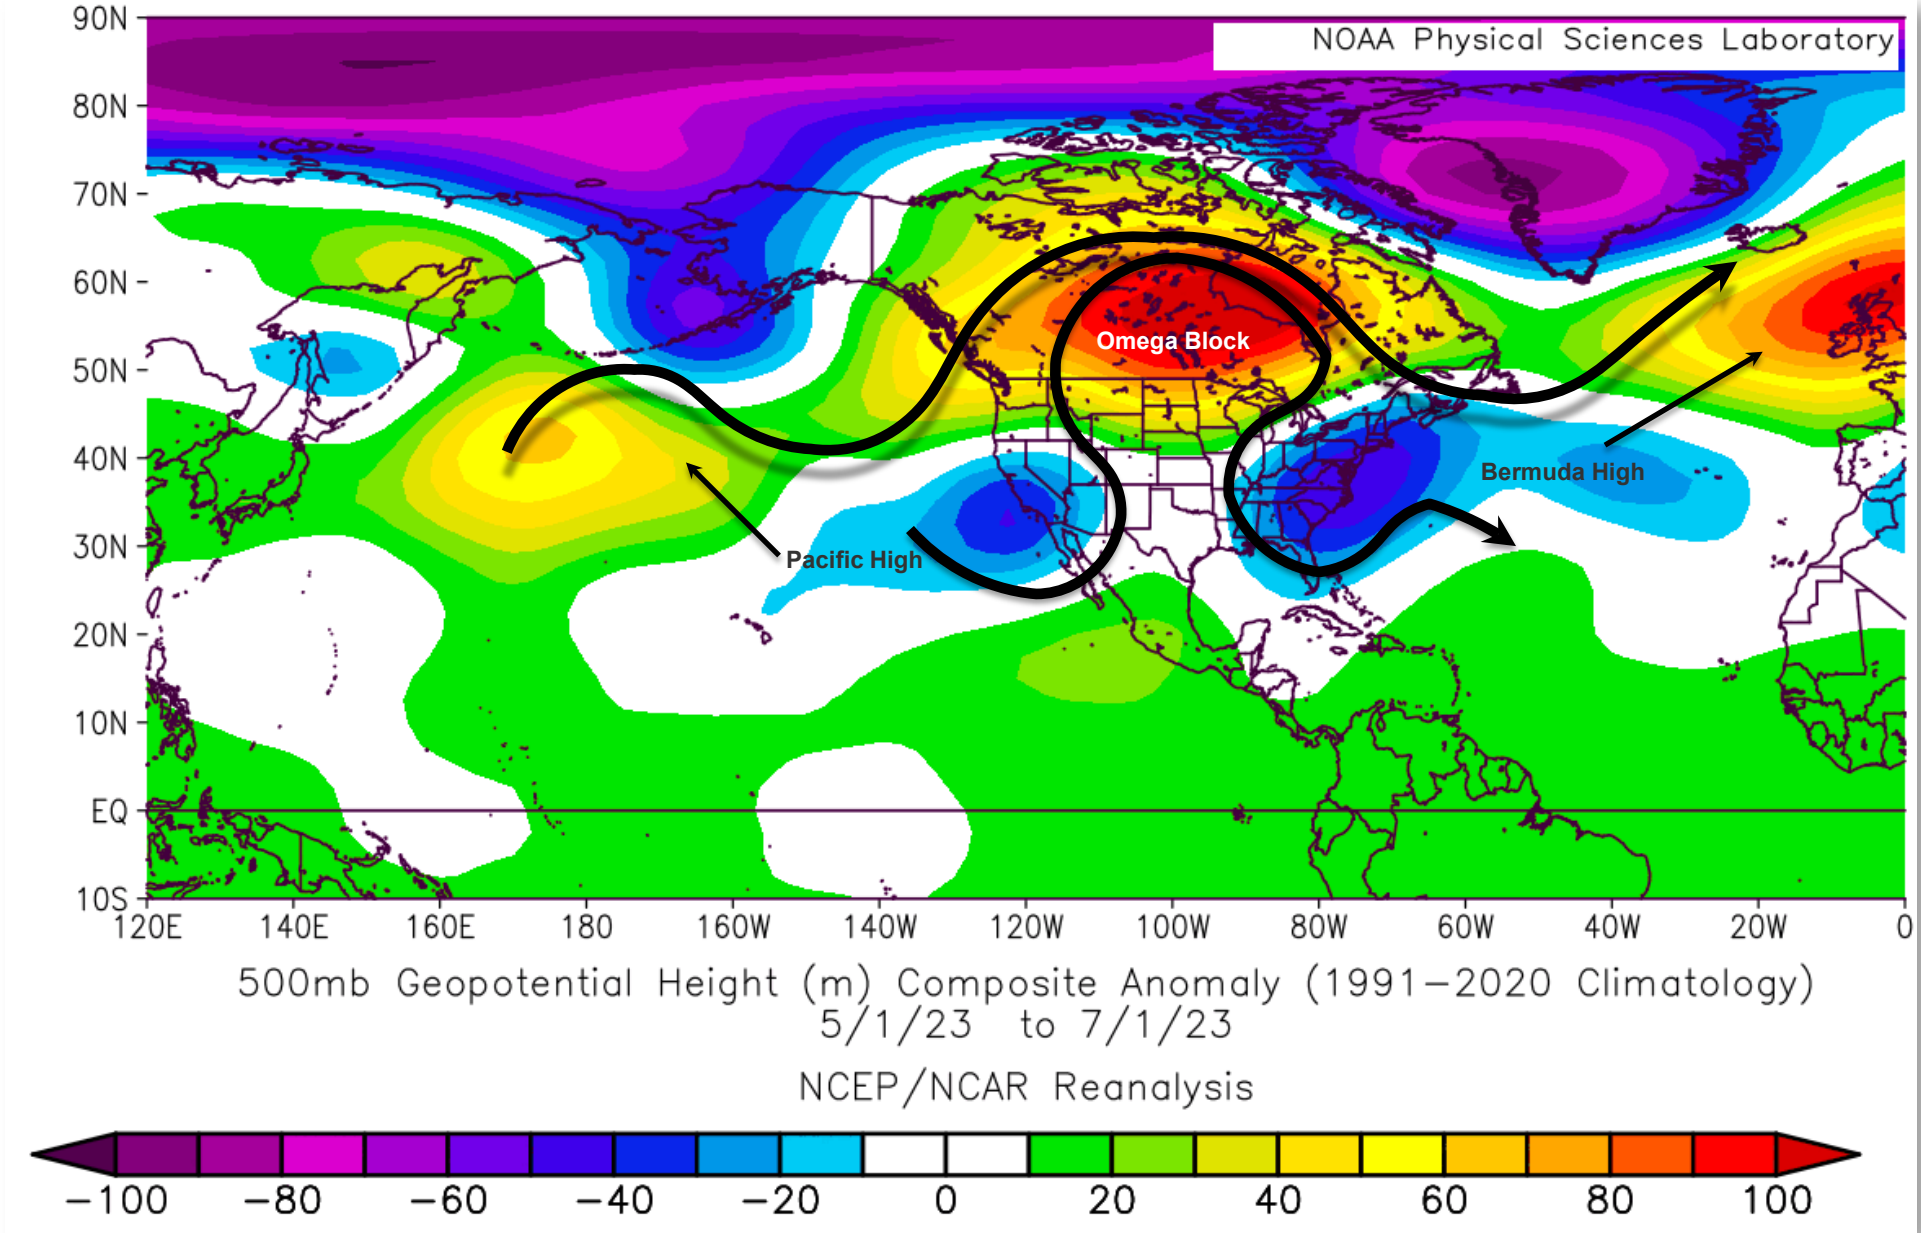 90N
NOAA Physical Sciences Laboratory
80N
70N
60N
Omega Block
50N
40N
Bermuda High
Pacific High
30N
20N
10N
EQ
10S
120E 140E 160E 180 160W 140W 120W 100W 80W 60W 40W 20W 0
500mb Geopotential Height (m) Composite Anomaly (1991−2020 Climatology)
5/1/23 to 7/1/23
NCEP/NCAR Reanalysis
−100 −80 −60 −40 −20 0 20 40 60 80 100